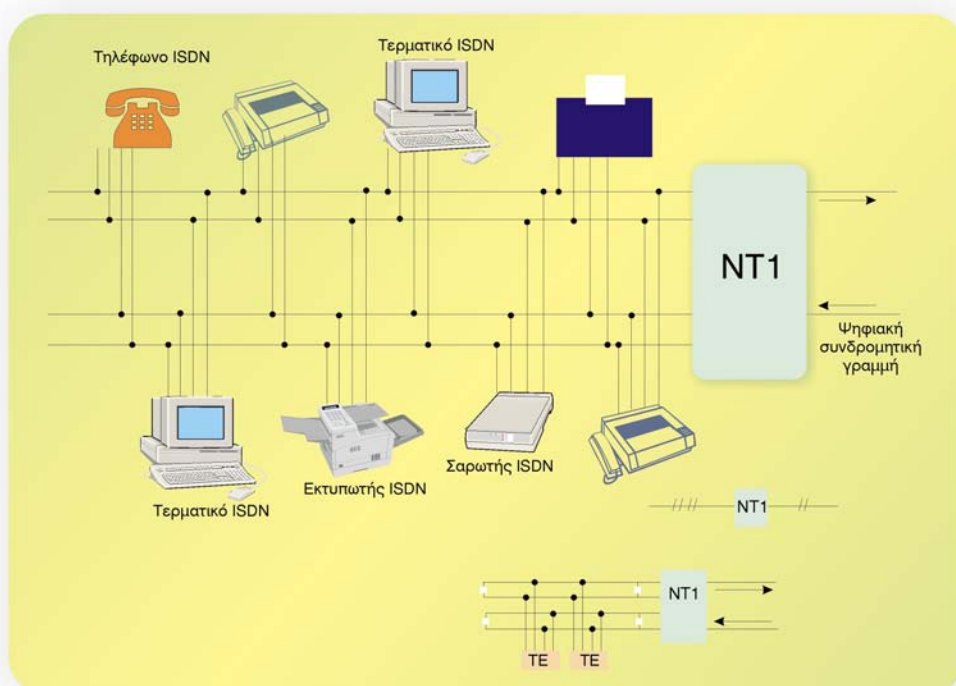 Τηλέφωνο ISDN
Τερματικό ISDN
NT1
Ψηφιακή
συνδρομητική
γραμμή
Τερματικό ISDN
Εκτυπωτής ISDN
Σαρωτής ISDN
NT1
NT1
TE
TE